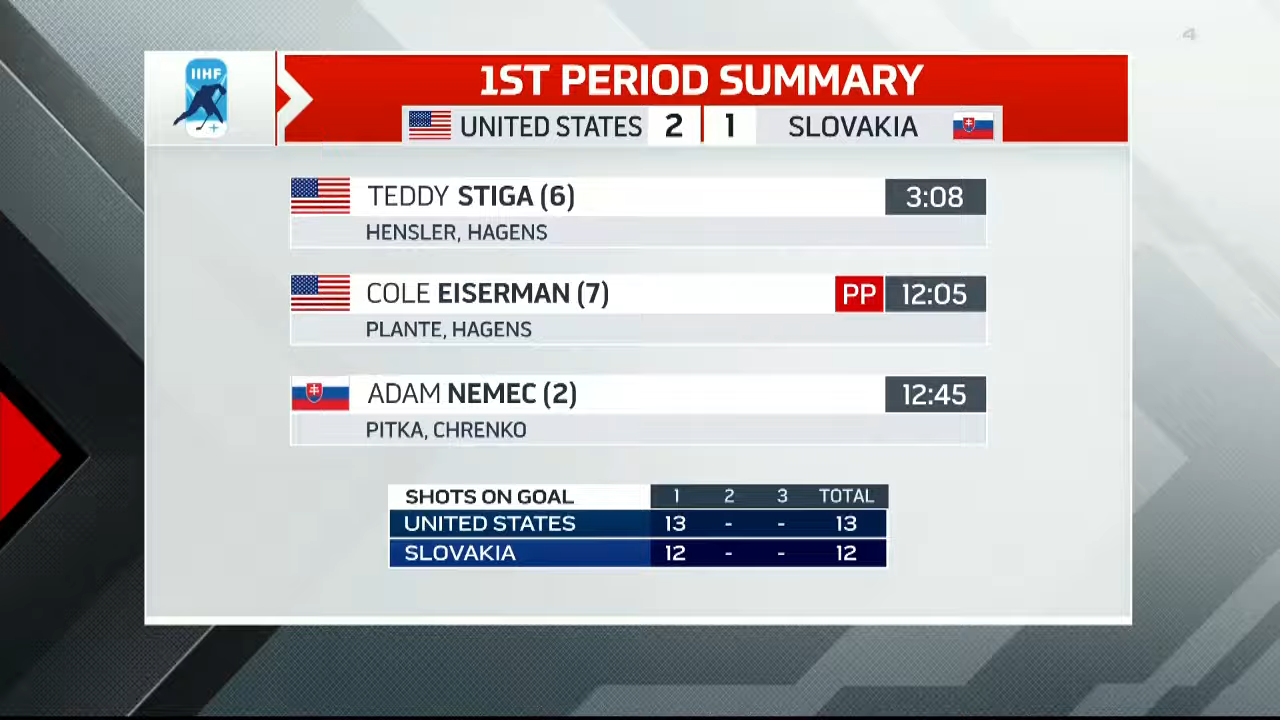 4
IIHF
1ST PERIOD SUMMARY
UNITED STATES 2 1 SLOVAKIA
TEDDY STIGA (6) 3:08
HENSLER, HAGENS
COLE EISERMAN (7) PP 12:05
PLANTE, HAGENS
ADAM NEMEC (2) 12:45
PITKA, CHRENKO
SHOTS ON GOAL 1 2 3 TOTAL
UNITED STATES 13 - - 13
SLOVAKIA 12 - - 12